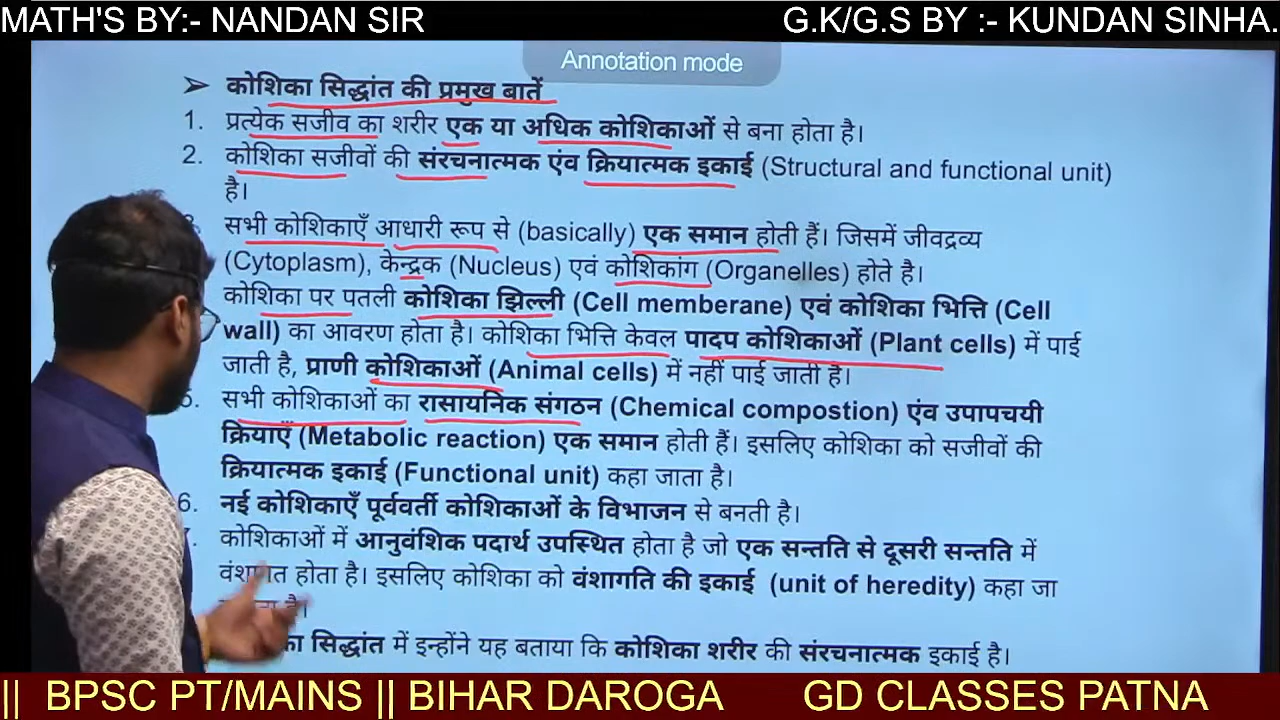 MATH'S BY:- NANDAN SIR G.K/G.S BY :- KUNDAN SINHA.
Annotation mode
➢ कोशिका सिद्धांत की प्रमुख बातें
1. प्रत्येक सजीव का शरीर एक या अधिक कोशिकाओं से बना होता है।
2. कोशिका सजीवों की संरचनात्मक एंव क्रियात्मक इकाई (Structural and functional unit)
है।
सभी कोशिकाएँ आधारी रूप से (basically) एक समान होती हैं। जिसमें जीवद्रव्य
(Cytoplasm), केन्द्रक (Nucleus) एवं कोशिकांग (Organelles) होते है।
कोशिका पर पतली कोशिका झिल्ली (Cell memberane) एवं कोशिका भित्ति (Cell
wall) का आवरण होता है। कोशिका भित्ति केवल पादप कोशिकाओं (Plant cells) में पाई
जाती है, प्राणी कोशिकाओं (Animal cells) में नहीं पाई जाती है।
5. सभी कोशिकाओं का रासायनिक संगठन (Chemical compostion) एंव उपापचयी
क्रियाएँ (Metabolic reaction) एक समान होती हैं। इसलिए कोशिका को सजीवों की
क्रियात्मक इकाई (Functional unit) कहा जाता है।
6. नई कोशिकाएँ पूर्ववर्ती कोशिकाओं के विभाजन से बनती है।
कोशिकाओं में आनुवंशिक पदार्थ उपस्थित होता है जो एक सन्तति से दूसरी सन्तति में
वंशागत होता है। इसलिए कोशिका को वंशागति की इकाई (unit of heredity) कहा जा
है।
सिद्धांत में इन्होंने यह बताया कि कोशिका शरीर की संरचनात्मक इकाई है।
|| BPSC PT/MAINS || BIHAR DAROGA GD CLASSES PATNA